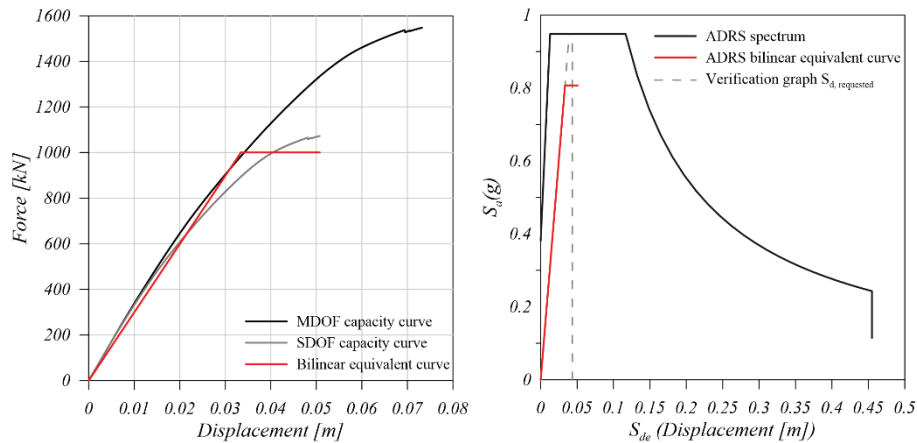 1600
1400
1200
1000
800
600
400
200
0
Force [kN]
MDOF capacity curve
SDOF capacity curve
Bilinear equivalent curve
0 0.01 0.02 0.03 0.04 0.05 0.06 0.07 0.08
Displacement [m]
1
0.8
0.6
0.4
0.2
0
Sa(g)
ADRS spectrum
ADRS bilinear equivalent curve
Verification graph Sd, requested
0 0.05 0.1 0.15 0.2 0.25 0.3 0.35 0.4 0.45 0.5
Sde (Displacement [m])